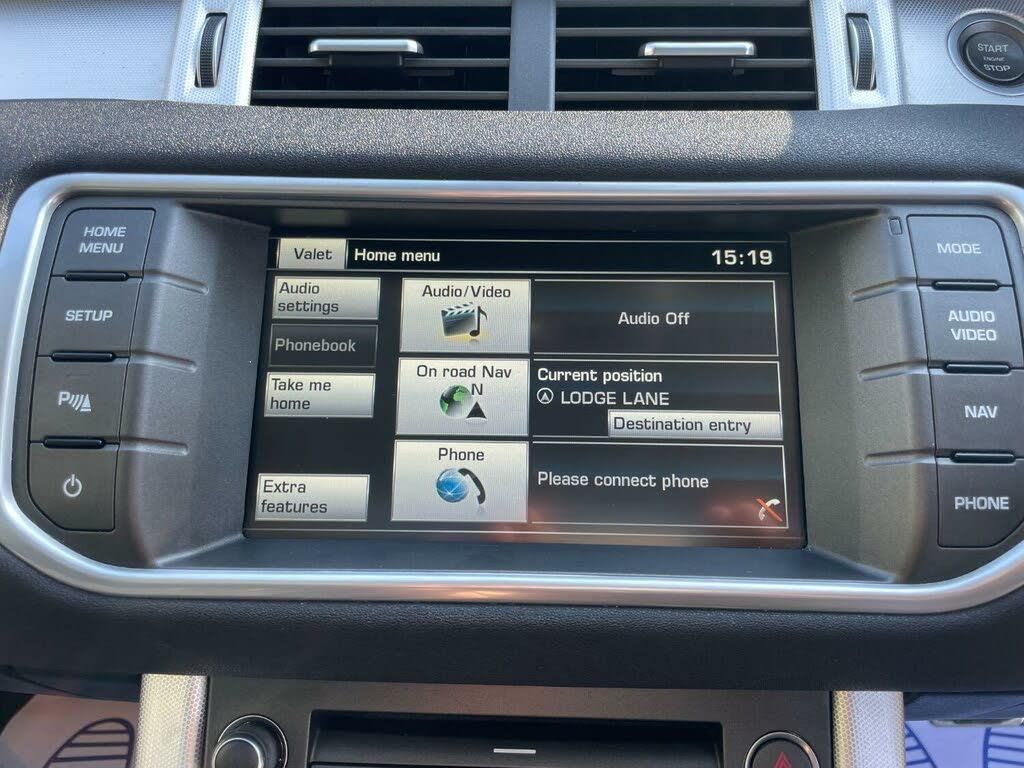 START
ENGINE
STOP
HOME
MENU
SETUP
P
Valet
Home menu
15:19
Audio
settings
Phonebook
Take me
home
Extra
features
Audio/Video
Audio Off
On road Nav
N
Current position
LODGE LANE
Destination entry
Phone
Please connect phone
MODE
AUDIO
VIDEO
NAV
PHONE